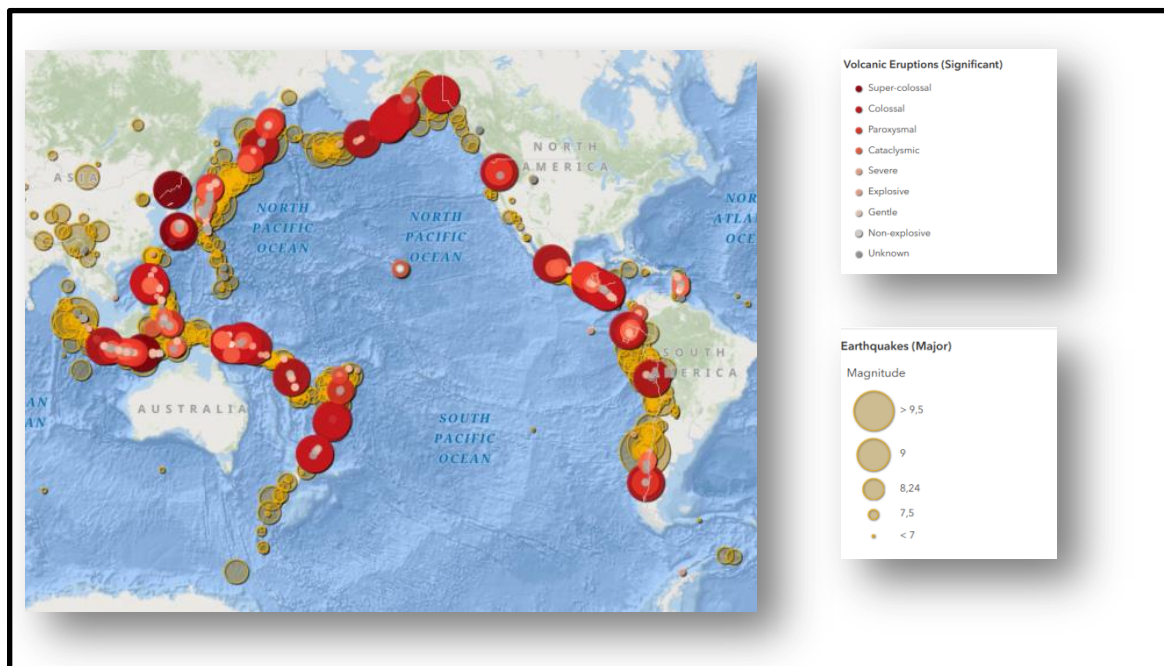 ASIA
NORTH
AMERICA
NORTH
PACIFIC
OCEAN
NORTH
PACIFIC
OCEAN
NOR
ATLA
OCE
SOUTH
AMERICA
AUSTRALIA
AN
AN
SOUTH
PACIFIC
OCEAN
Volcanic Eruptions (Significant)
Super-colossal
Colossal
Paroxysmal
Cataclysmic
Severe
Explosive
Gentle
Non-explosive
Unknown
Earthquakes (Major)
Magnitude
> 9,5
9
8,24
7,5
< 7